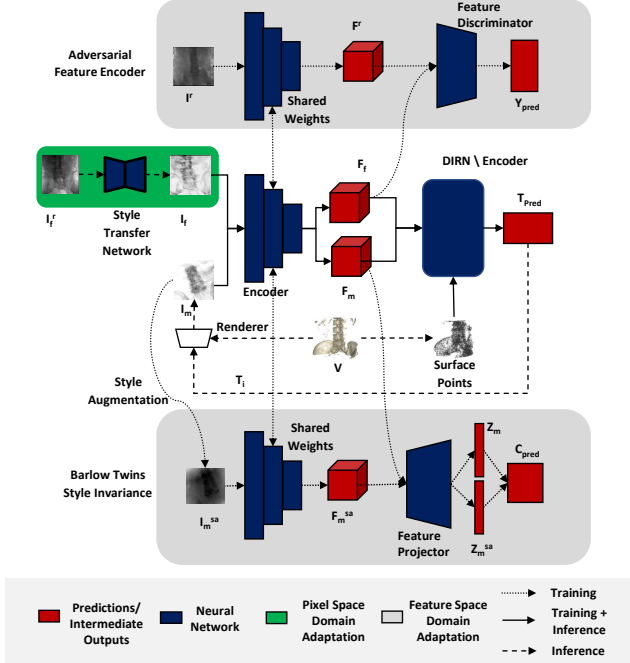 Adversarial
Feature Encoder
I^r
Shared
Weights
F^r
Feature
Discriminator
Y_pred
I_f^r
Style
Transfer
Network
I_f
I_m
Encoder
F_f
F_m
DIRN \ Encoder
T_Pred
Renderer
V
Surface
Points
T_i
Style
Augmentation
Barlow Twins
Style Invariance
I_m^sa
Shared
Weights
F_m^sa
Feature
Projector
Z_m
Z_m^sa
C_pred
Predictions/
Intermediate
Outputs
Neural
Network
Pixel Space
Domain
Adaptation
Feature Space
Domain
Adaptation
Training
Training +
Inference
Inference